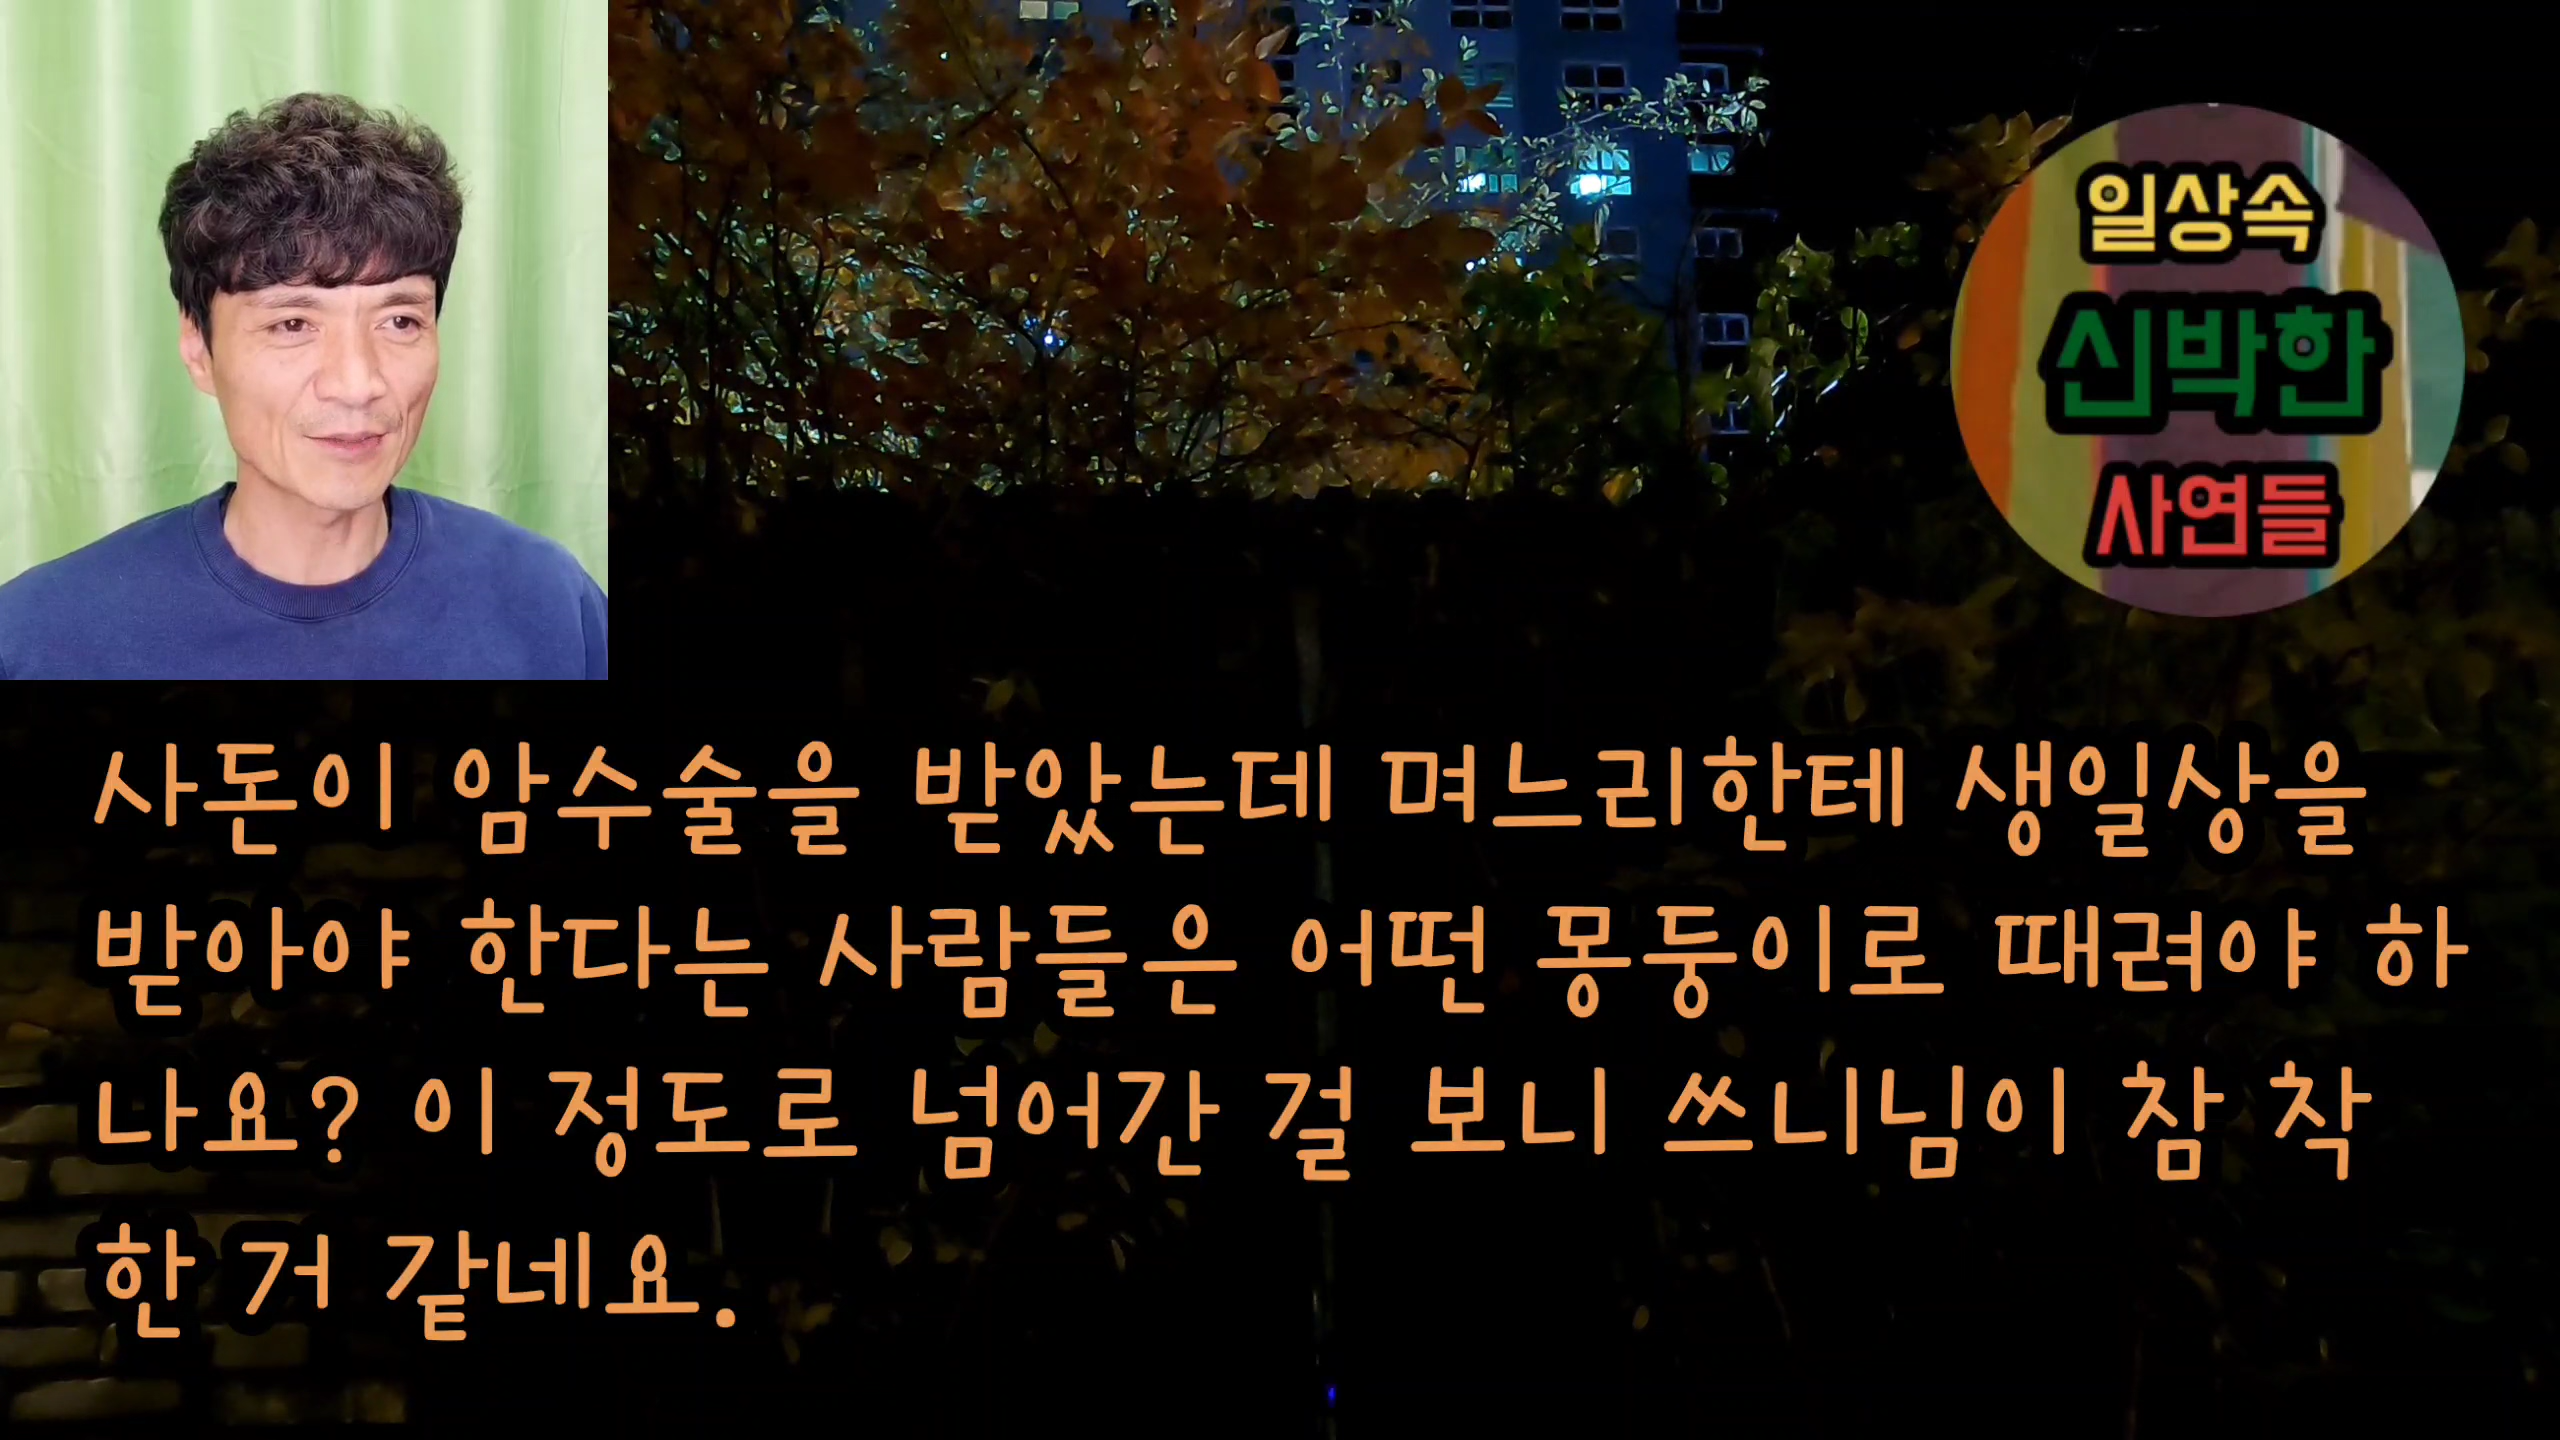 일상속
신박한
사연들
사돈이 암수술을 받았는데 며느리한테 생일상을
받아야 한다는 사람들은 어떤 몽둥이로 때려야 하
나요? 이 정도로 넘어간 걸 보니 쓰니님이 참 착
한 거 같네요.